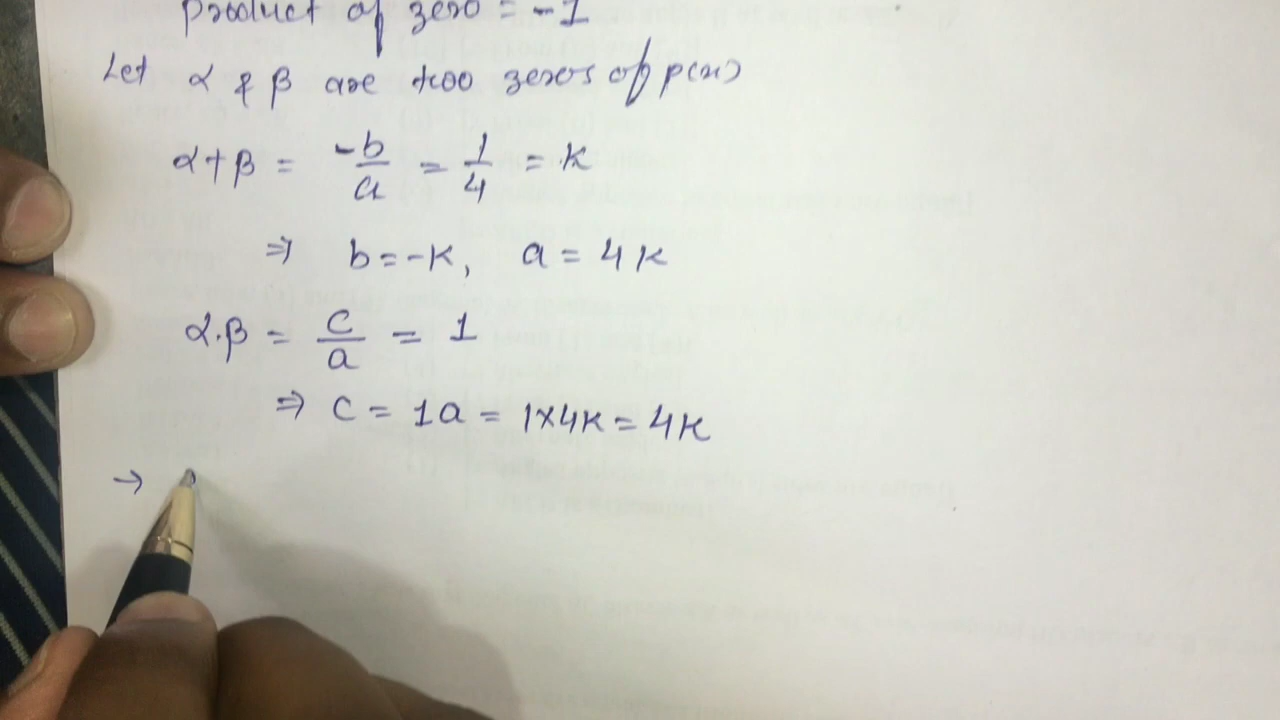 Product of zero = -1
Let α & β are two zeros of p(x)
α+β = -b/a = 1/4 = k
⇒ b=-k, a = 4k
α.β = c/a = 1
⇒ c = 1a = 1×4k = 4k
→